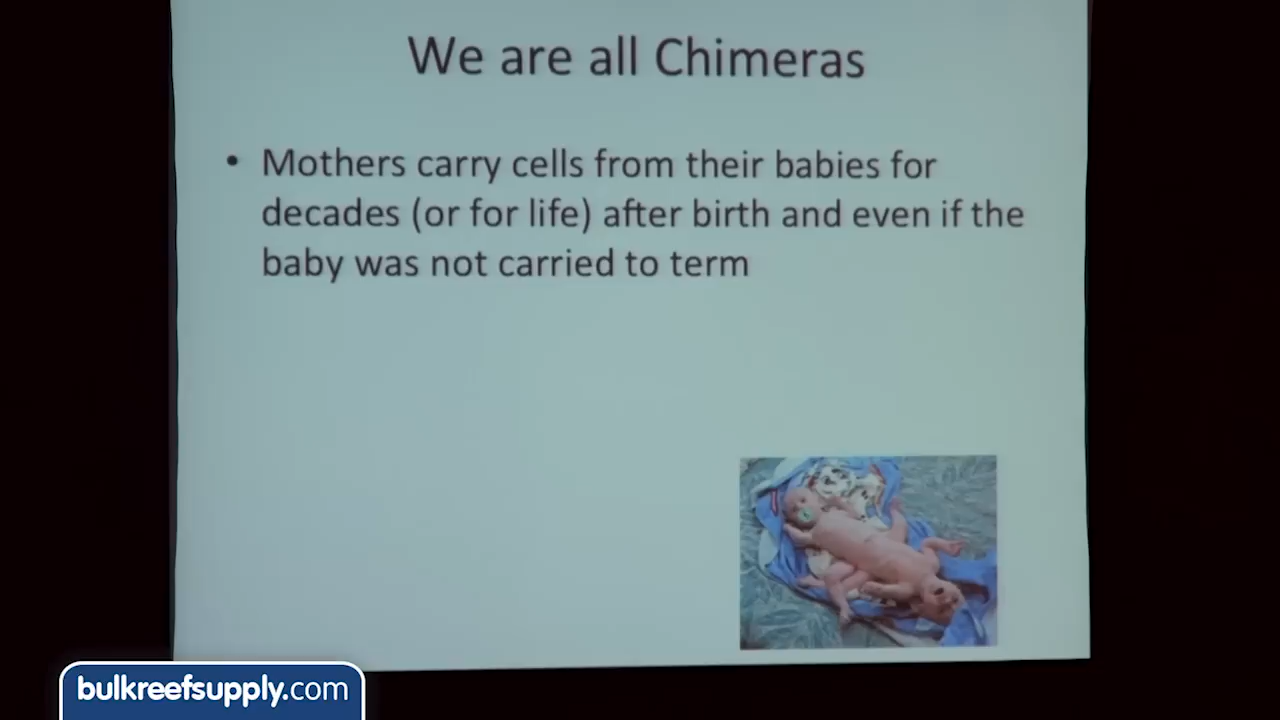 We are all Chimeras
• Mothers carry cells from their babies for
decades (or for life) after birth and even if the
baby was not carried to term
bulkreefsupply.com